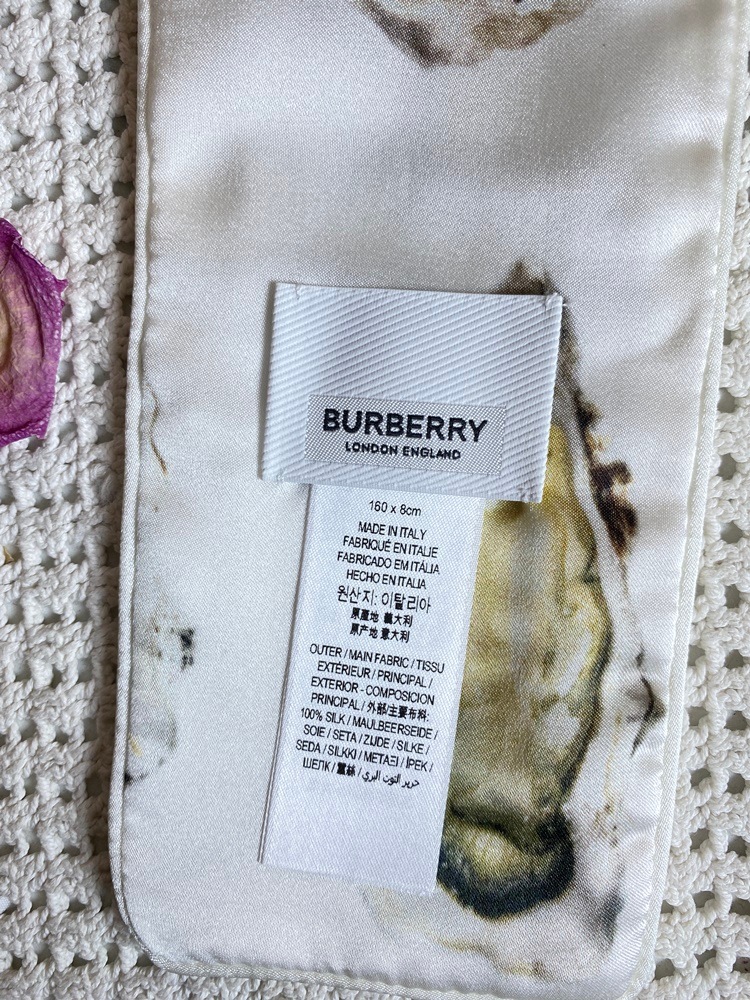 BURBERRY
LONDON ENGLAND
160 x 8cm
MADE IN ITALY
FABRIQUÉ EN ITALIE
FABRICADO EM ITÁLIA
HECHO EN ITALIA
원산지: 이탈리아
原產地 義大利
原产地 意大利
OUTER / MAIN FABRIC / TISSU
EXTÉRIEUR / PRINCIPAL /
EXTERIOR - COMPOSICION
PRINCIPAL / 外部/主要布料:
100% SILK / MAULBEERSEIDE /
SOIE / SETA / ZIJDE / SILKE /
SEDA / SILKKI / ΜΕΤΑΞΙ / İPEK /
ШЕЛК / 蠶絲 / حرير التوت البري /